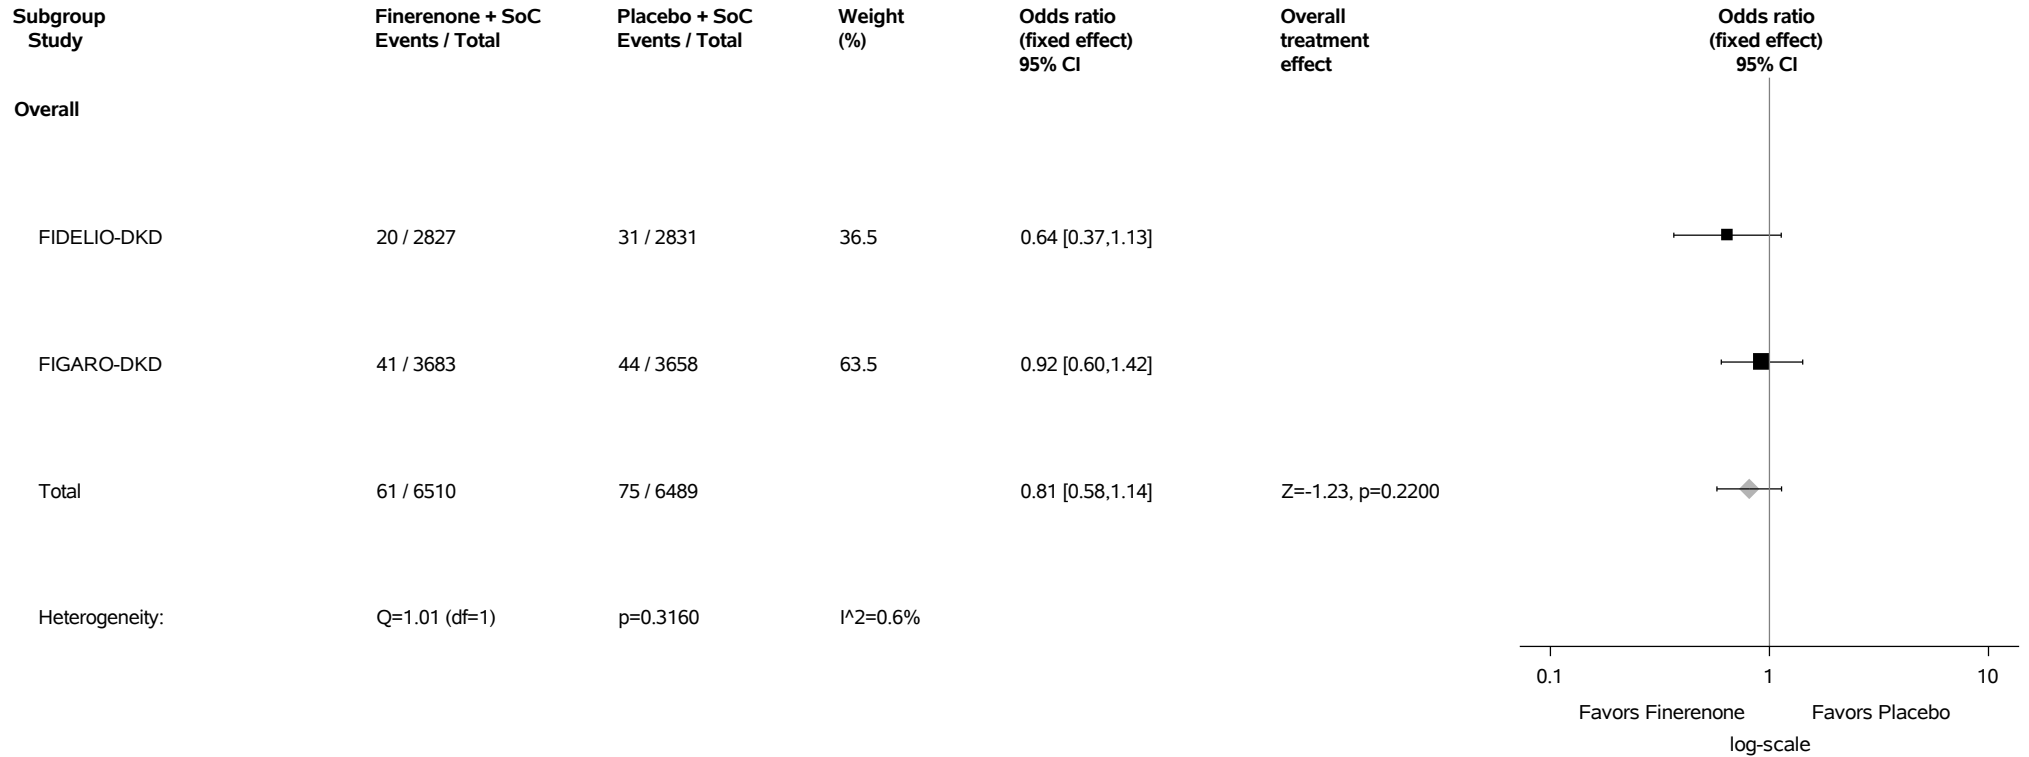 Subgroup Finerenone + SoC Placebo + SoC Weight Odds ratio Overall Odds ratio
Study Events / Total Events / Total (%) (fixed effect) treatment (fixed effect)
95% CI effect 95% CI
Overall
FIDELIO-DKD 20 / 2827 31 / 2831 36.5 0.64 [0.37,1.13]
FIGARO-DKD 41 / 3683 44 / 3658 63.5 0.92 [0.60,1.42]
Total 61 / 6510 75 / 6489 0.81 [0.58,1.14] Z=-1.23, p=0.2200
Heterogeneity: Q=1.01 (df=1) p=0.3160 I^2=0.6%
0.1 1 10
Favors Finerenone Favors Placebo
log-scale